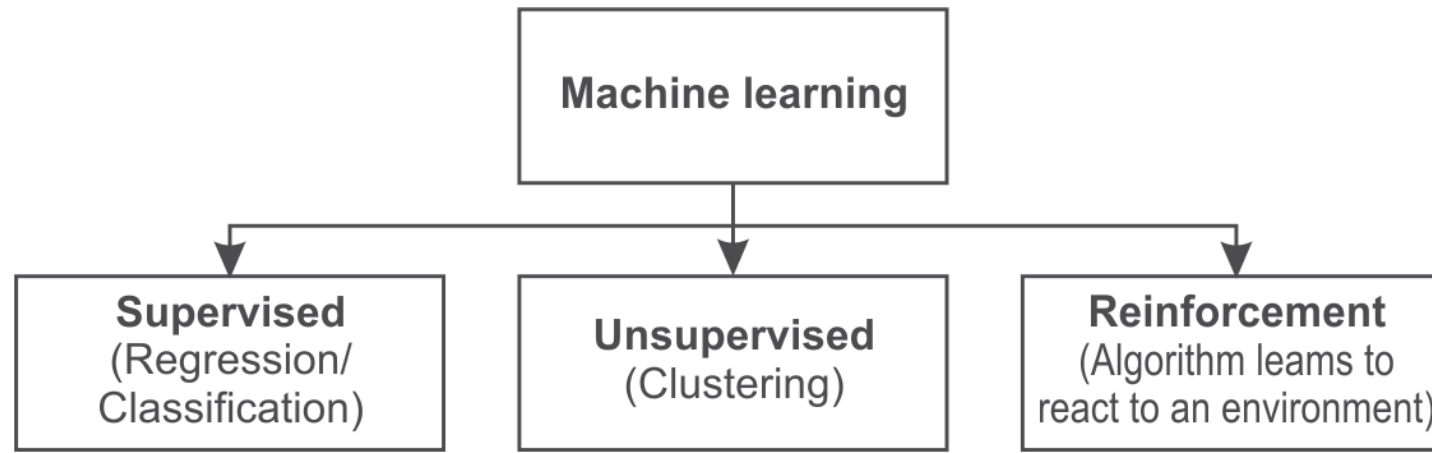 Machine learning
Supervised
(Regression/
Classification)
Unsupervised
(Clustering)
Reinforcement
(Algorithm leams to
react to an environment)